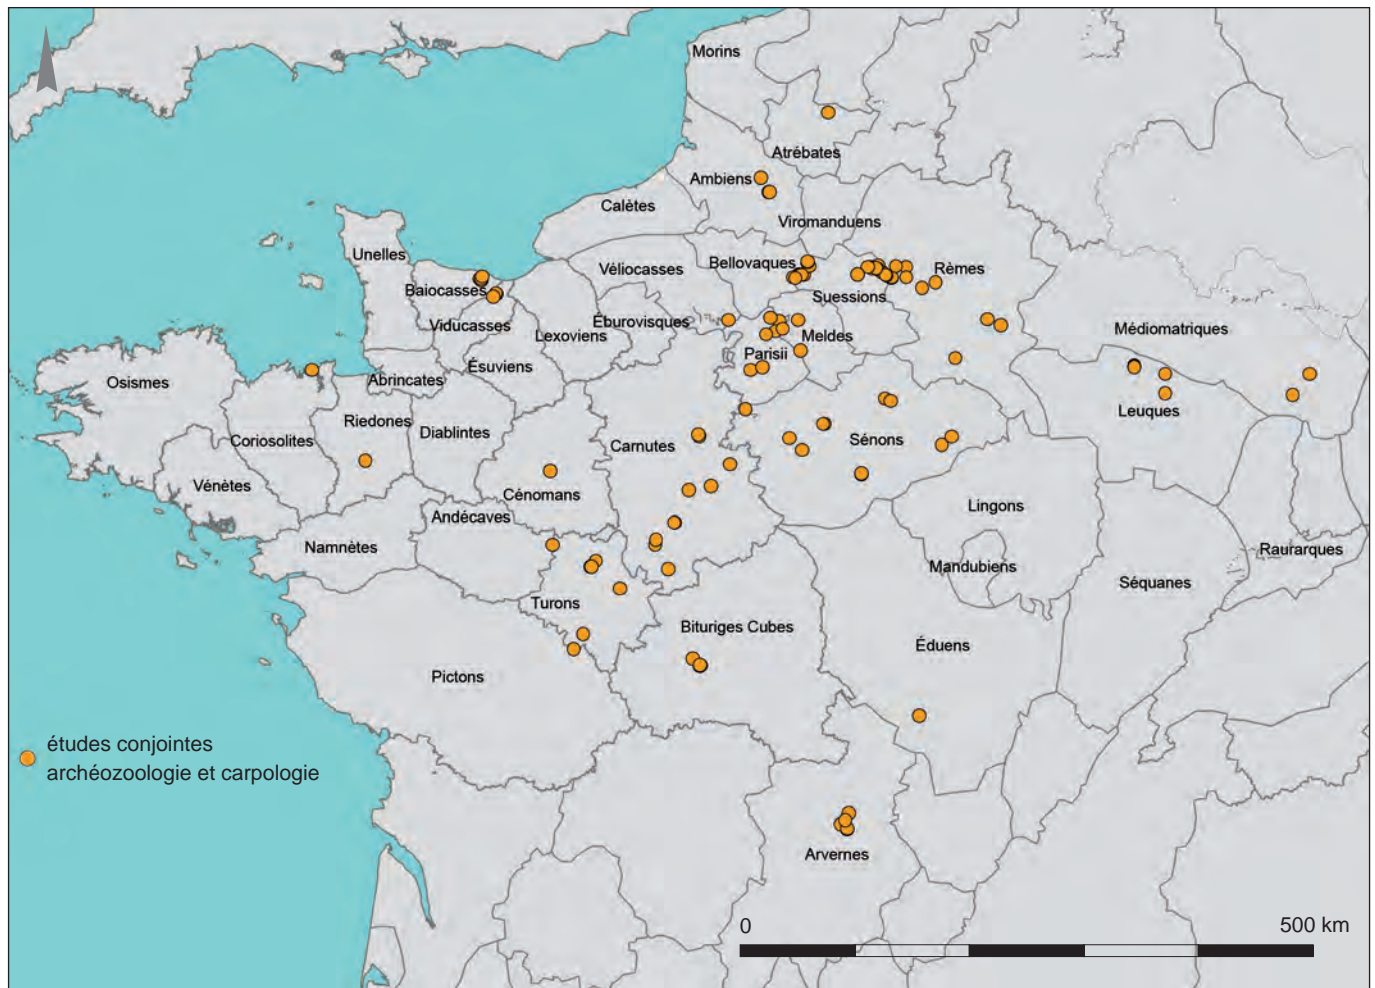 Morins
Atrébates
Ambiens
Calètes
Viromanduens
Unelles
Véliocasses
Bellovaques
Rèmes
Baiocasses
Suessions
Viducasses
Lexoviens
Éburovisques
Meldes
Médiomatriques
Parisii
Ésuviens
Osismes
Abrincates
Leuques
Riedones
Coriosolites
Diablintes
Carnutes
Sénons
Vénètes
Cénomans
Lingons
Andécaves
Namnètes
Raurarques
Mandubiens
Séquanes
Turons
Bituriges Cubes
Éduens
Pictons
études conjointes
archéozoologie et carpologie
Arvernes
0
500 km